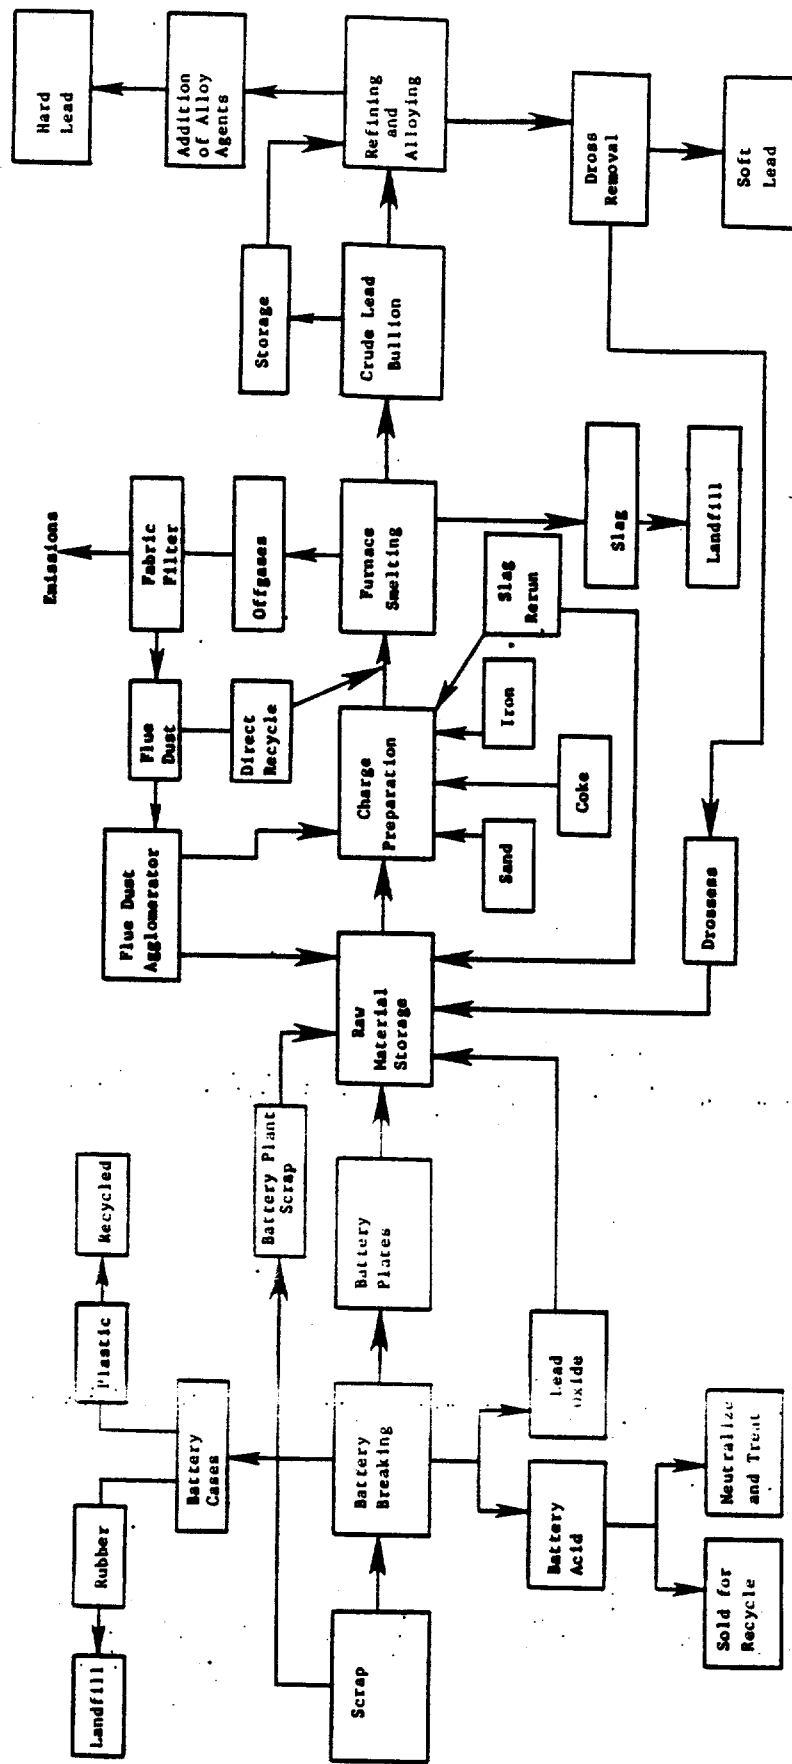 Landfill
Rubber
Plastic
Recycled
Battery
Cases
Scrap
Battery
Breaking
Battery
Plates
Battery Plant
Scrap
Battery
Acid
Lead
Oxide
Sold for
Recycle
Neutralize
and Treat
Raw
Material
Storage
Flue Dust
Agglomerator
Flue
Dust
Direct
Recycle
Fabric
Filter
Emissions
Offgases
Charge
Preparation
Furnace
Smelting
Sand
Coke
Iron
Slag
Rerun
Slag
Landfill
Drossess
Storage
Crude Lead
Bullion
Refining
and
Alloying
Addition
of Alloy
Agents
Hard
Lead
Dross
Removal
Soft
Lead